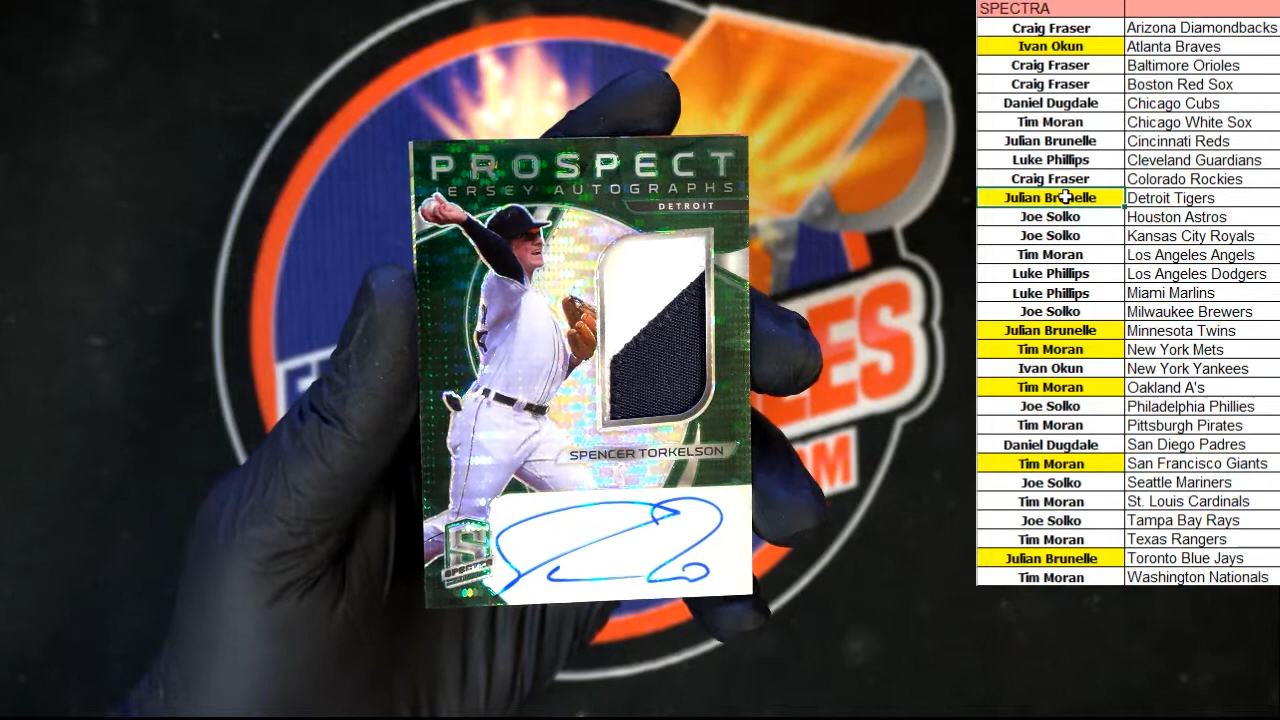 SPECTRA
Craig Fraser Arizona Diamondbacks
Ivan Okun Atlanta Braves
Craig Fraser Baltimore Orioles
Craig Fraser Boston Red Sox
Daniel Dugdale Chicago Cubs
Tim Moran Chicago White Sox
Julian Brunelle Cincinnati Reds
Luke Phillips Cleveland Guardians
Craig Fraser Colorado Rockies
Julian Brunelle Detroit Tigers
Joe Solko Houston Astros
Joe Solko Kansas City Royals
Tim Moran Los Angeles Angels
Luke Phillips Los Angeles Dodgers
Luke Phillips Miami Marlins
Joe Solko Milwaukee Brewers
Julian Brunelle Minnesota Twins
Tim Moran New York Mets
Ivan Okun New York Yankees
Tim Moran Oakland A's
Joe Solko Philadelphia Phillies
Tim Moran Pittsburgh Pirates
Daniel Dugdale San Diego Padres
Tim Moran San Francisco Giants
Joe Solko Seattle Mariners
Tim Moran St. Louis Cardinals
Joe Solko Tampa Bay Rays
Tim Moran Texas Rangers
Julian Brunelle Toronto Blue Jays
Tim Moran Washington Nationals
PROSPECT
JERSEY AUTOGRAPHS
DETROIT
SPENCER TORKELSON
S
SPECTRA